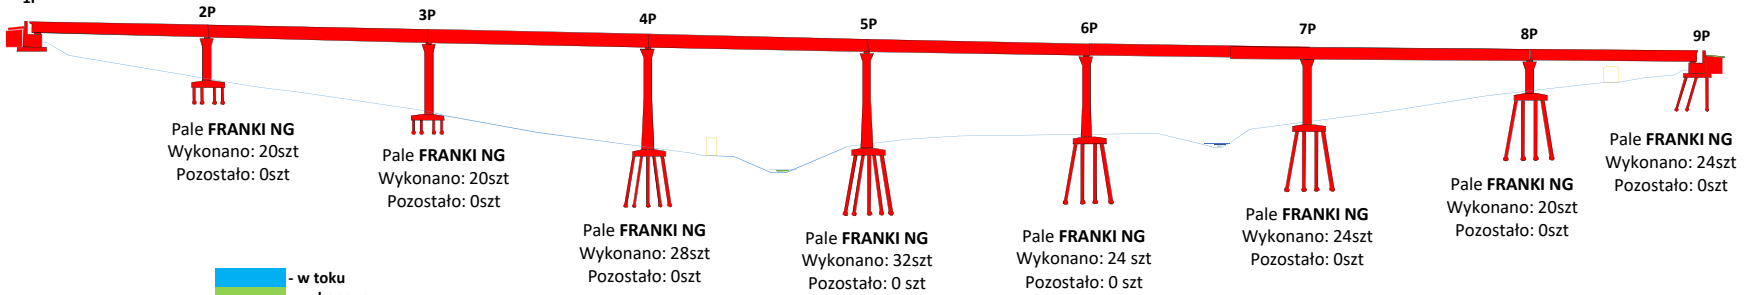 1P
2P
3P
4P
5P
6P
7P
8P
9P
Pale FRANKI NG
Wykonano: 20szt
Pozostało: 0szt
Pale FRANKI NG
Wykonano: 20szt
Pozostało: 0szt
Pale FRANKI NG
Wykonano: 28szt
Pozostało: 0szt
Pale FRANKI NG
Wykonano: 32szt
Pozostało: 0 szt
Pale FRANKI NG
Wykonano: 24 szt
Pozostało: 0 szt
Pale FRANKI NG
Wykonano: 24szt
Pozostało: 0szt
Pale FRANKI NG
Wykonano: 20szt
Pozostało: 0szt
Pale FRANKI NG
Wykonano: 24szt
Pozostało: 0szt
- w toku